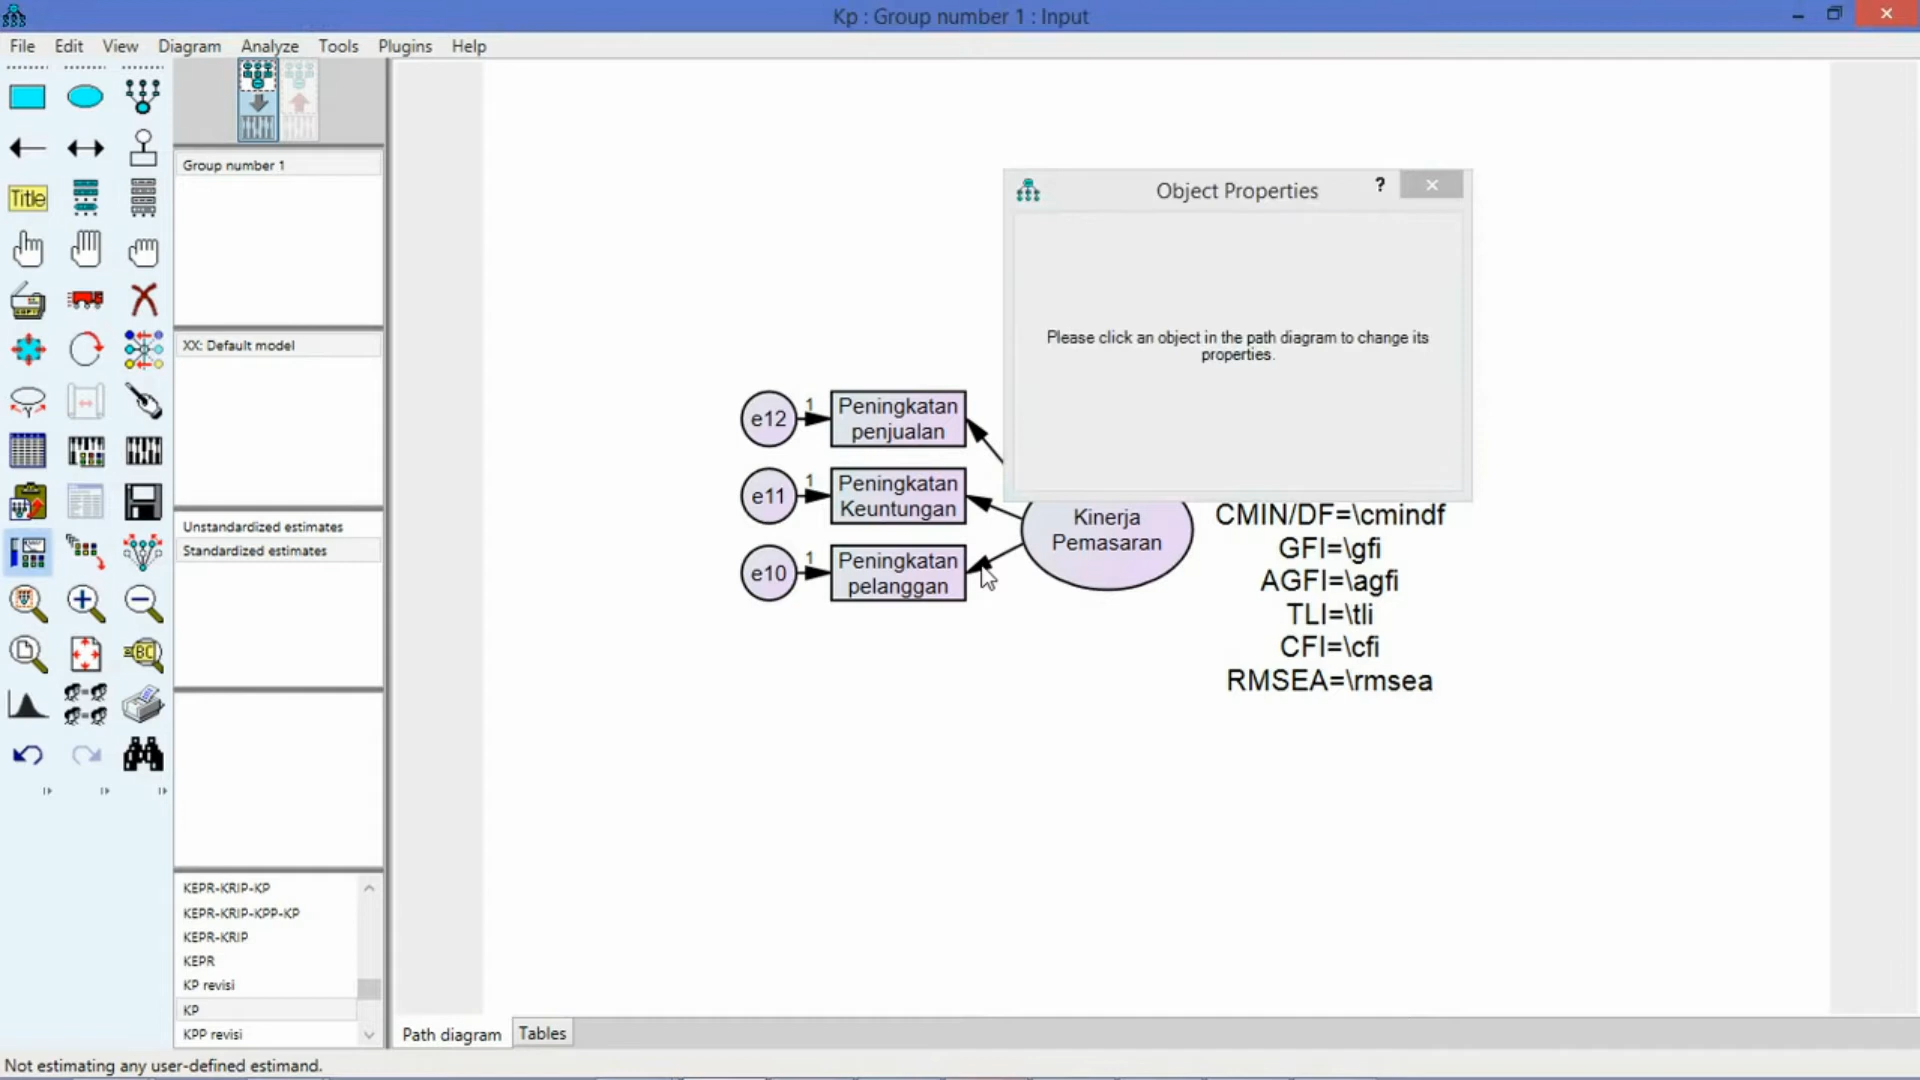 Kp : Group number 1 : Input
File Edit View Diagram Analyze Tools Plugins Help
Title
Group number 1
XX: Default model
Unstandardized estimates
Standardized estimates
KEPR-KRIP-KP
KEPR-KRIP-KPP-KP
KEPR-KRIP
KEPR
KP revisi
KP
KPP revisi
Object Properties
?
Please click an object in the path diagram to change its
properties.
e12 1 Peningkatan
penjualan
e11 1 Peningkatan
Keuntungan
e10 1 Peningkatan
pelanggan
Kinerja
Pemasaran
CMIN/DF=\cmindf
GFI=\gfi
AGFI=\agfi
TLI=\tli
CFI=\cfi
RMSEA=\rmsea
Path diagram Tables
Not estimating any user-defined estimand.